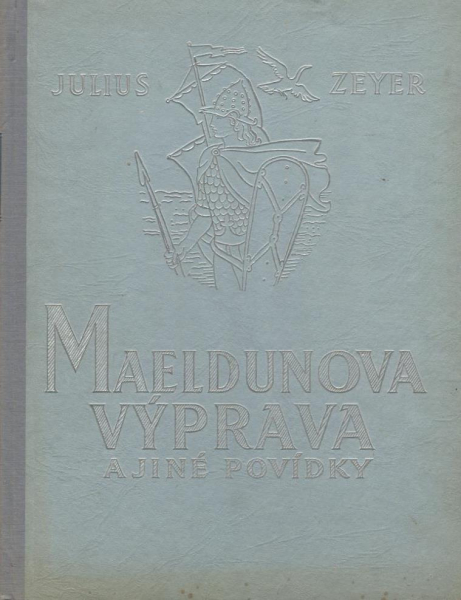 JULIUS ZEYER
MAELDUNOVA
VÝPRAVA
A JINÉ POVÍDKY